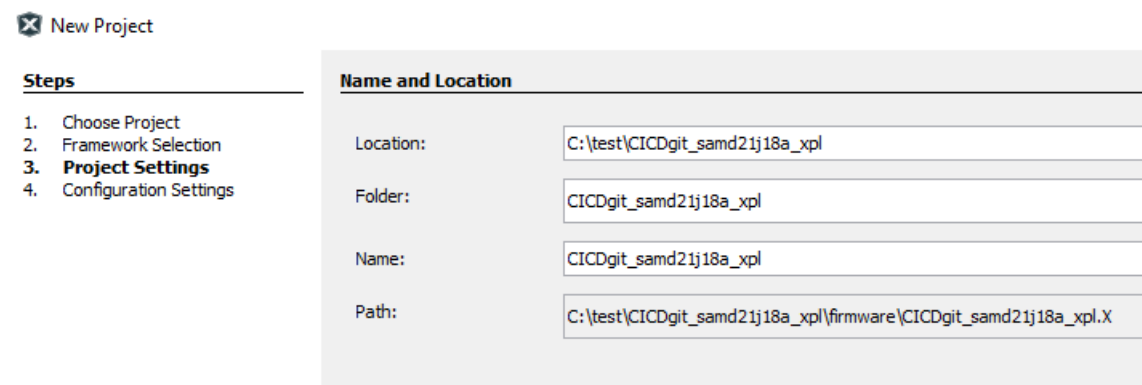 New Project
Steps
1. Choose Project
2. Framework Selection
3. Project Settings
4. Configuration Settings
Name and Location
Location: C:\test\CICDgit_samd21j18a_xpl
Folder: CICDgit_samd21j18a_xpl
Name: CICDgit_samd21j18a_xpl
Path: C:\test\CICDgit_samd21j18a_xpl\firmware\CICDgit_samd21j18a_xpl.X